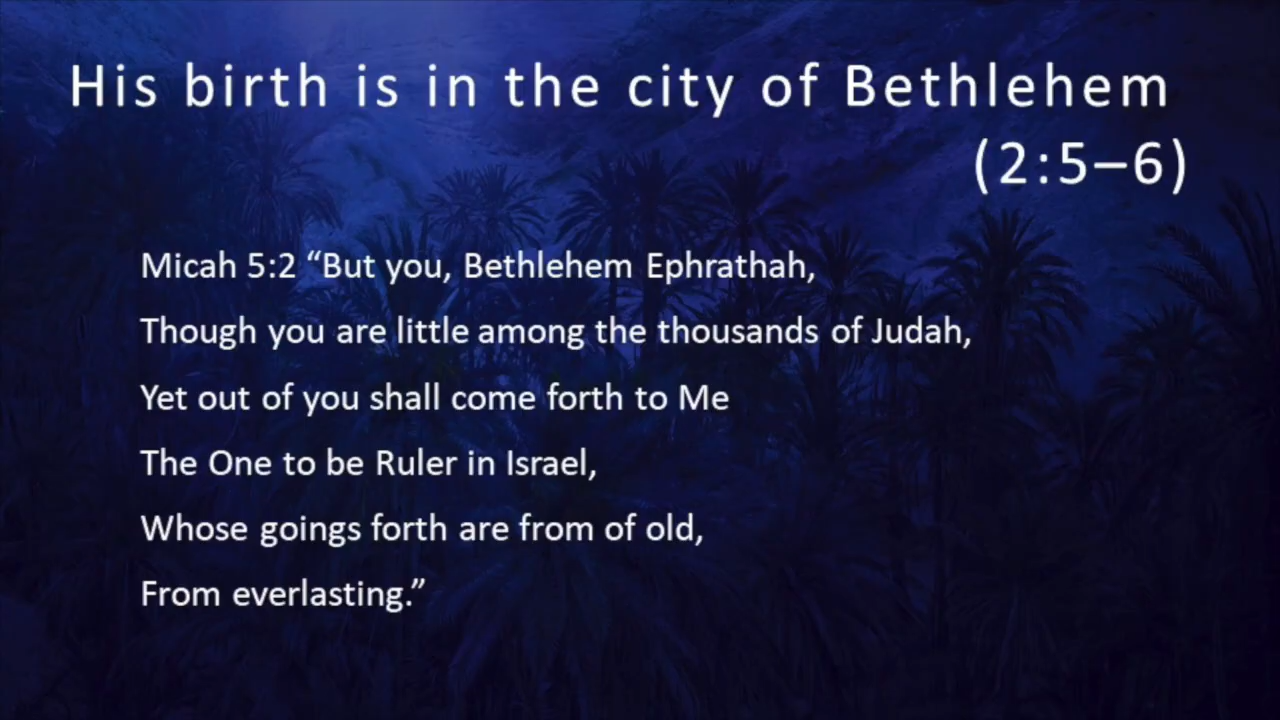 His birth is in the city of Bethlehem
(2:5–6)
Micah 5:2 “But you, Bethlehem Ephrathah,
Though you are little among the thousands of Judah,
Yet out of you shall come forth to Me
The One to be Ruler in Israel,
Whose goings forth are from of old,
From everlasting.”